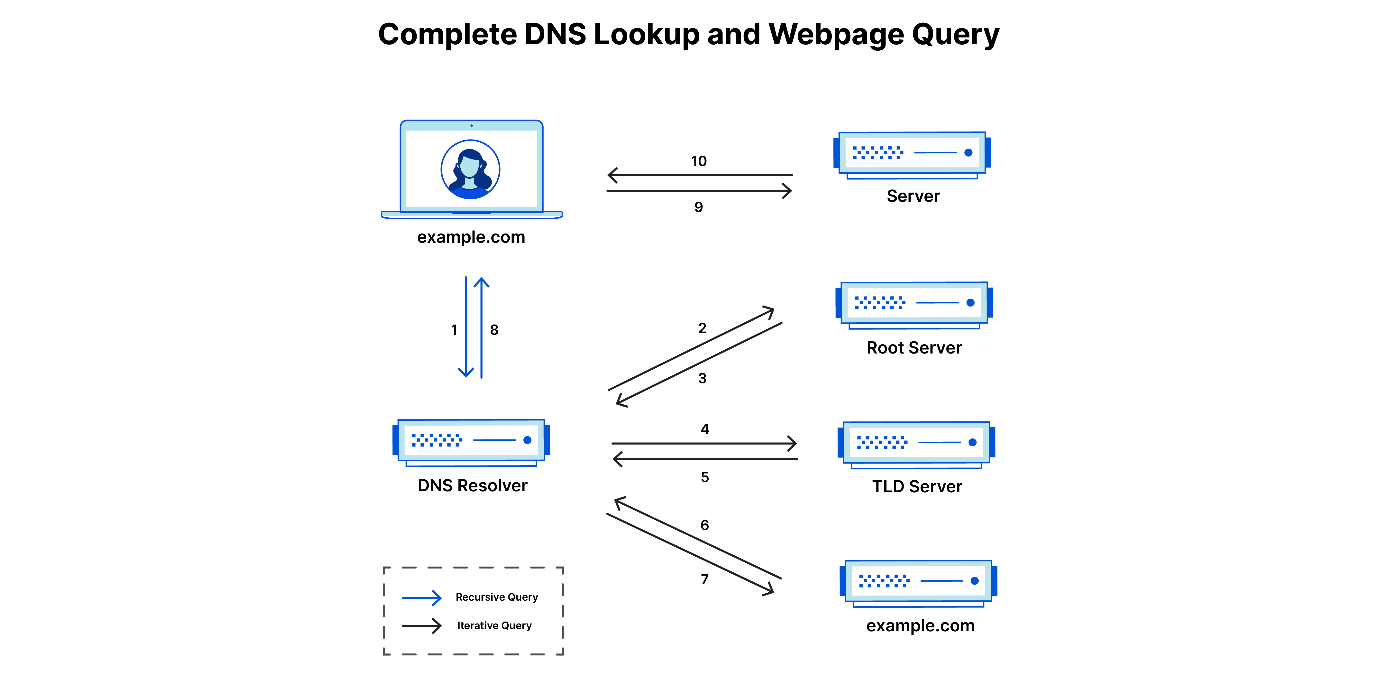 Complete DNS Lookup and Webpage Query
10
9
Server
example.com
1
8
2
3
Root Server
4
5
DNS Resolver
TLD Server
6
7
example.com
Recursive Query
Iterative Query